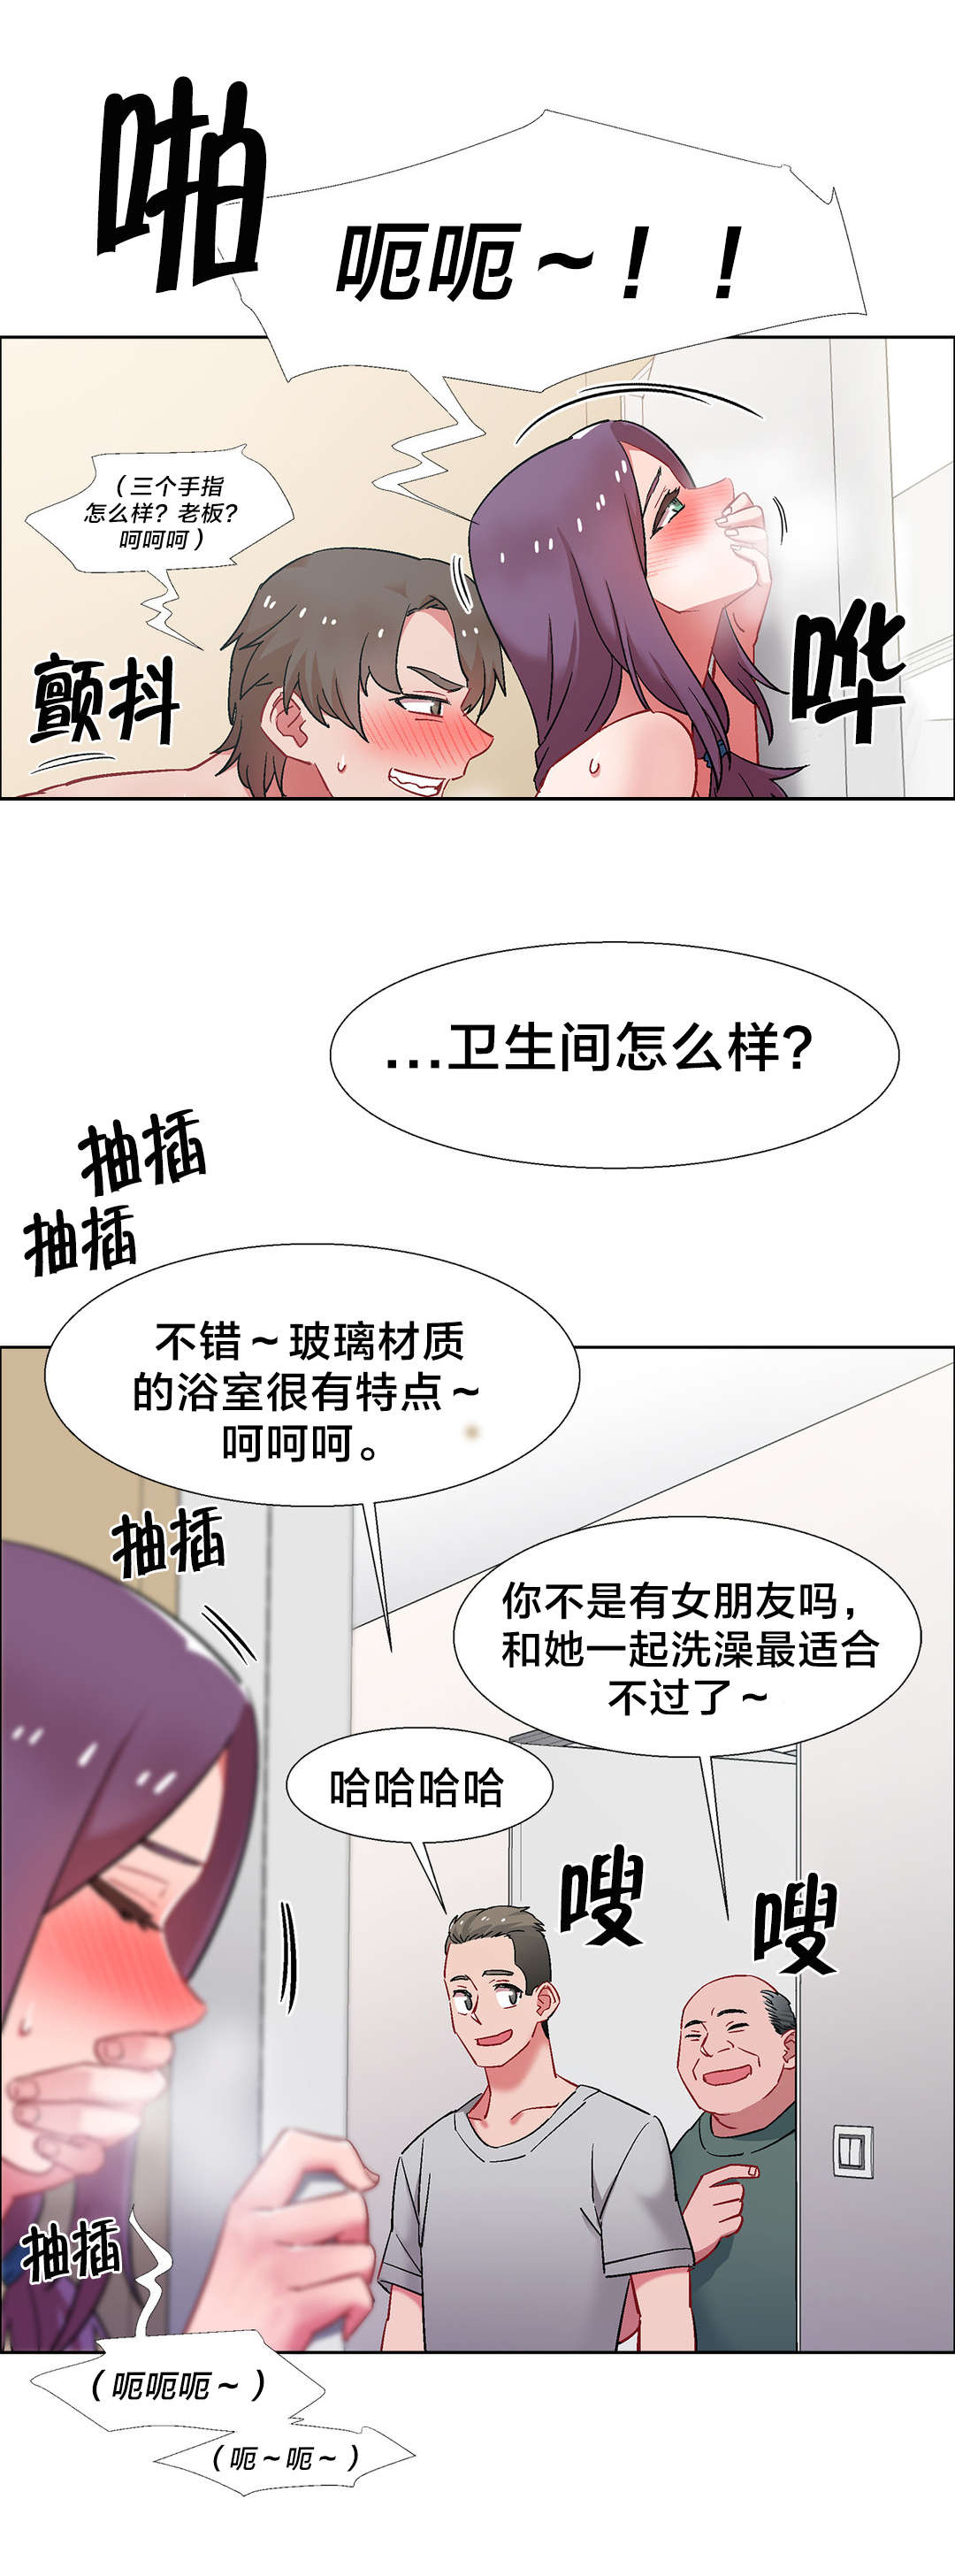 啪
呃呃～！！
（三个手指
怎么样？老板？
呵呵呵）
颤抖
哗
...卫生间怎么样？
抽插
抽插
不错～玻璃材质
的浴室很有特点～
呵呵呵。
抽插
你不是有女朋友吗，
和她一起洗澡最适合
不过了～
哈哈哈哈
嗖
嗖
抽插
（呃呃呃～）
（呃～呃～）